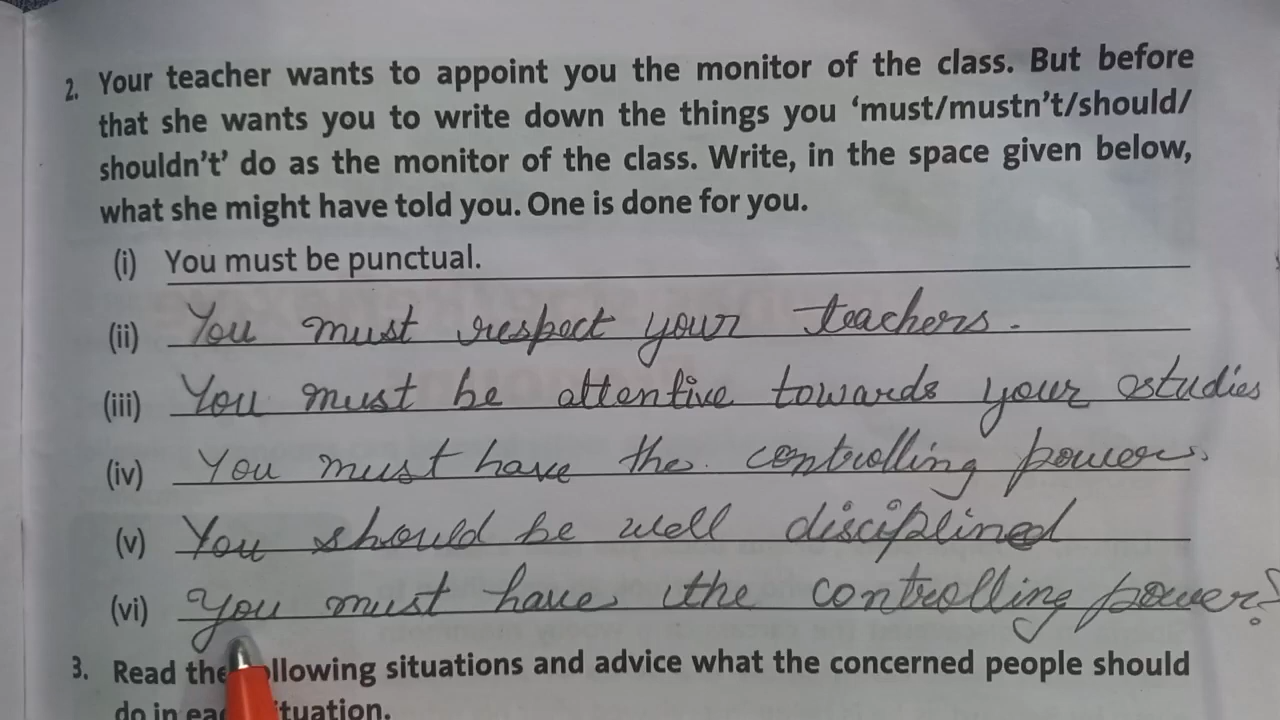 2. Your teacher wants to appoint you the monitor of the class. But before
that she wants you to write down the things you ‘must/mustn’t/should/
shouldn’t’ do as the monitor of the class. Write, in the space given below,
what she might have told you. One is done for you.
(i) You must be punctual.
(ii) You must respect your teachers.
(iii) You must be attentive towards your studies
(iv) You must have the controlling power.
(v) You should be well disciplined
(vi) You must have the controlling power?
3. Read the following situations and advice what the concerned people should
do in each situation.